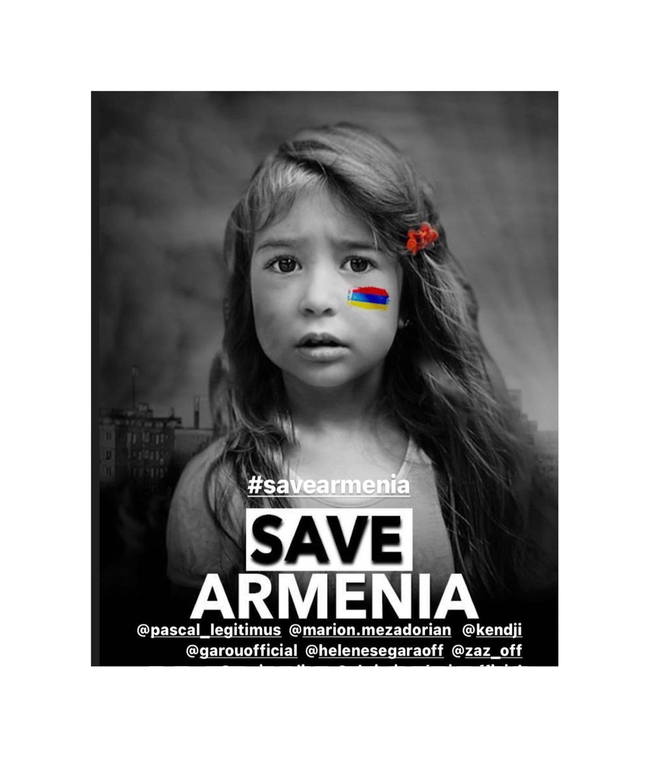 #savearmenia
SAVE
ARMENIA
@pascal_legitimus @marion.mezadorian @kendji
@garouofficial @helenesegaraoff @zaz_off